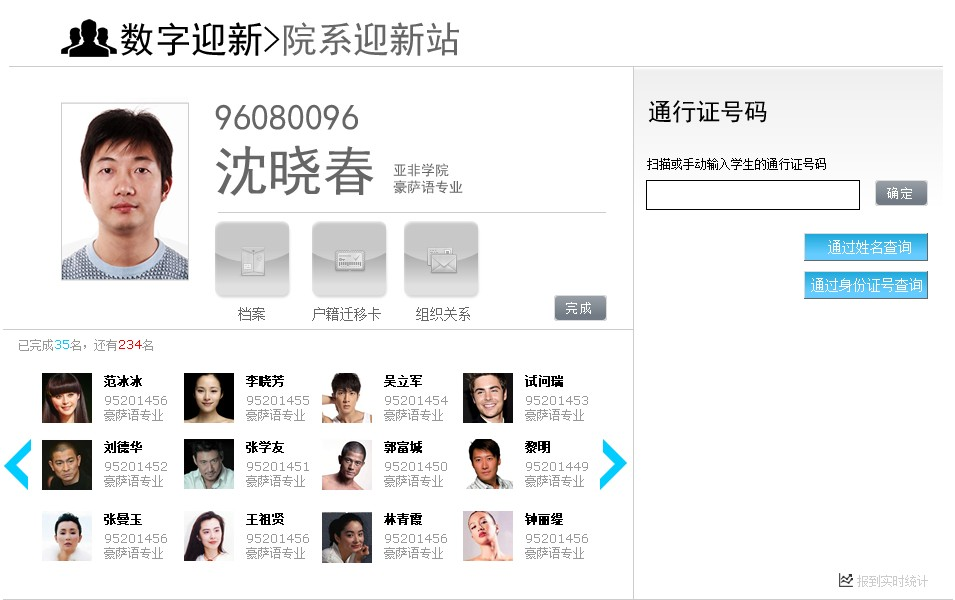 数字迎新>院系迎新站
96080096
沈晓春
亚非学院
豪萨语专业
档案
户籍迁移卡
组织关系
完成
通行证号码
扫描或手动输入学生的通行证号码
确定
通过姓名查询
通过身份证号查询
已完成35名，还有234名
范冰冰
95201456
豪萨语专业
李晓芳
95201455
豪萨语专业
吴立军
95201454
豪萨语专业
试问瑞
95201453
豪萨语专业
刘德华
95201452
豪萨语专业
张学友
95201451
豪萨语专业
郭富城
95201450
豪萨语专业
黎明
95201449
豪萨语专业
张曼玉
95201456
豪萨语专业
王祖贤
95201456
豪萨语专业
林青霞
95201456
豪萨语专业
钟丽缇
95201456
豪萨语专业
报到实时统计